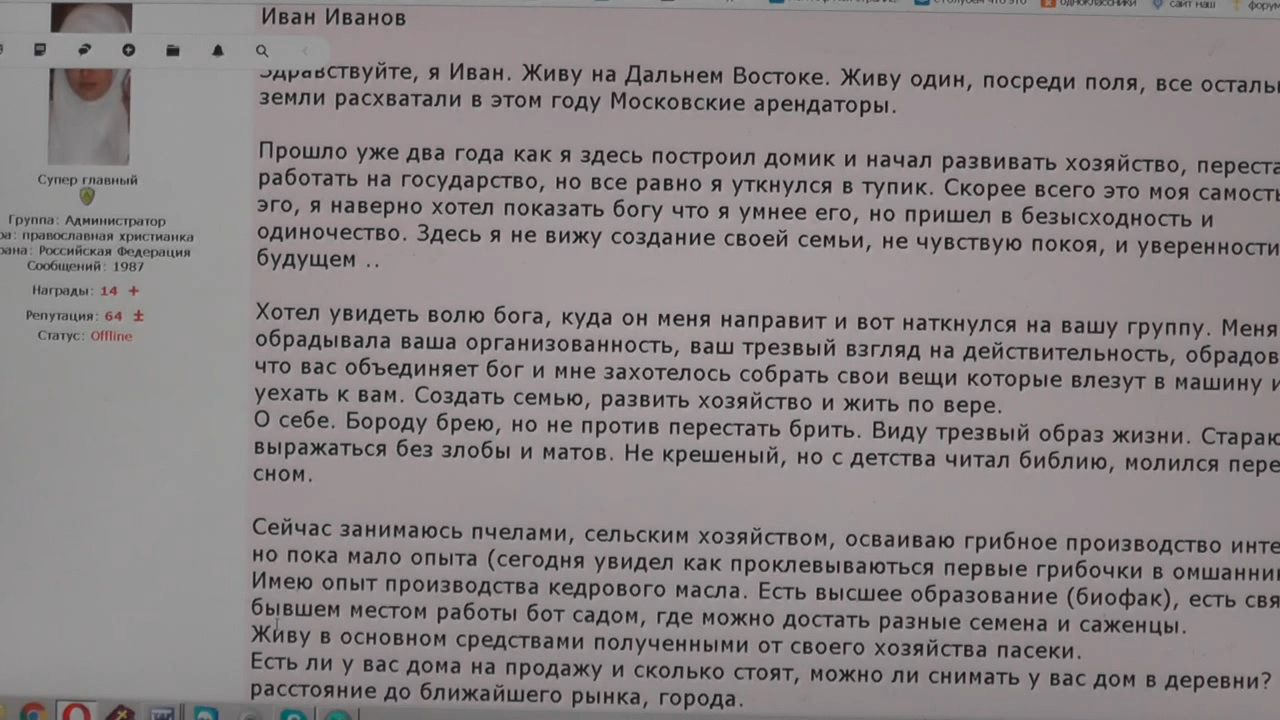 столбуем что это
одноклассники
сайт наш
форум
Иван Иванов
Здравствуйте, я Иван. Живу на Дальнем Востоке. Живу один, посреди поля, все осталь
земли расхватали в этом году Московские арендаторы.
Прошло уже два года как я здесь построил домик и начал развивать хозяйство, переста
работать на государство, но все равно я уткнулся в тупик. Скорее всего это моя самость
эго, я наверно хотел показать богу что я умнее его, но пришел в безысходность и
одиночество. Здесь я не вижу создание своей семьи, не чувствую покоя, и уверенности
будущем ..
Хотел увидеть волю бога, куда он меня направит и вот наткнулся на вашу группу. Меня
обрадывала ваша организованность, ваш трезвый взгляд на действительность, обрадов
что вас объединяет бог и мне захотелось собрать свои вещи которые влезут в машину и
уехать к вам. Создать семью, развить хозяйство и жить по вере.
О себе. Бороду брею, но не против перестать брить. Виду трезвый образ жизни. Стараю
выражаться без злобы и матов. Не крешеный, но с детства читал библию, молился пере
сном.
Сейчас занимаюсь пчелами, сельским хозяйством, осваиваю грибное производство инте
но пока мало опыта (сегодня увидел как проклевываються первые грибочки в омшанник
Имею опыт производства кедрового масла. Есть высшее образование (биофак), есть свя
бывшем местом работы бот садом, где можно достать разные семена и саженцы.
Живу в основном средствами полученными от своего хозяйства пасеки.
Есть ли у вас дома на продажу и сколько стоят, можно ли снимать у вас дом в деревни?
расстояние до ближайшего рынка, города.
Супер главный
Группа: Администратор
ра: православная христианка
рана: Российская Федерация
Сообщений: 1987
Награды: 14 +
Репутация: 64 ±
Статус: Offline